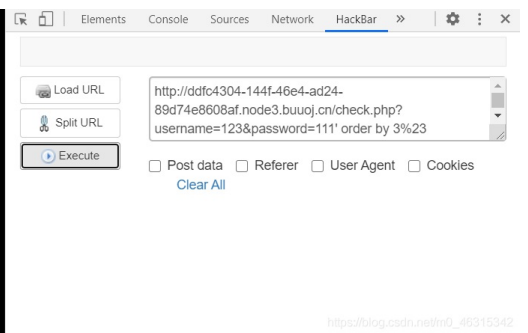 Elements Console Sources Network HackBar »
Load URL
Split URL
Execute
http://ddfc4304-144f-46e4-ad24-
89d74e8608af.node3.buuoj.cn/check.php?
username=123&password=111' order by 3%23
Post data Referer User Agent Cookies
Clear All
https://blog.csdn.net/m0_46315342